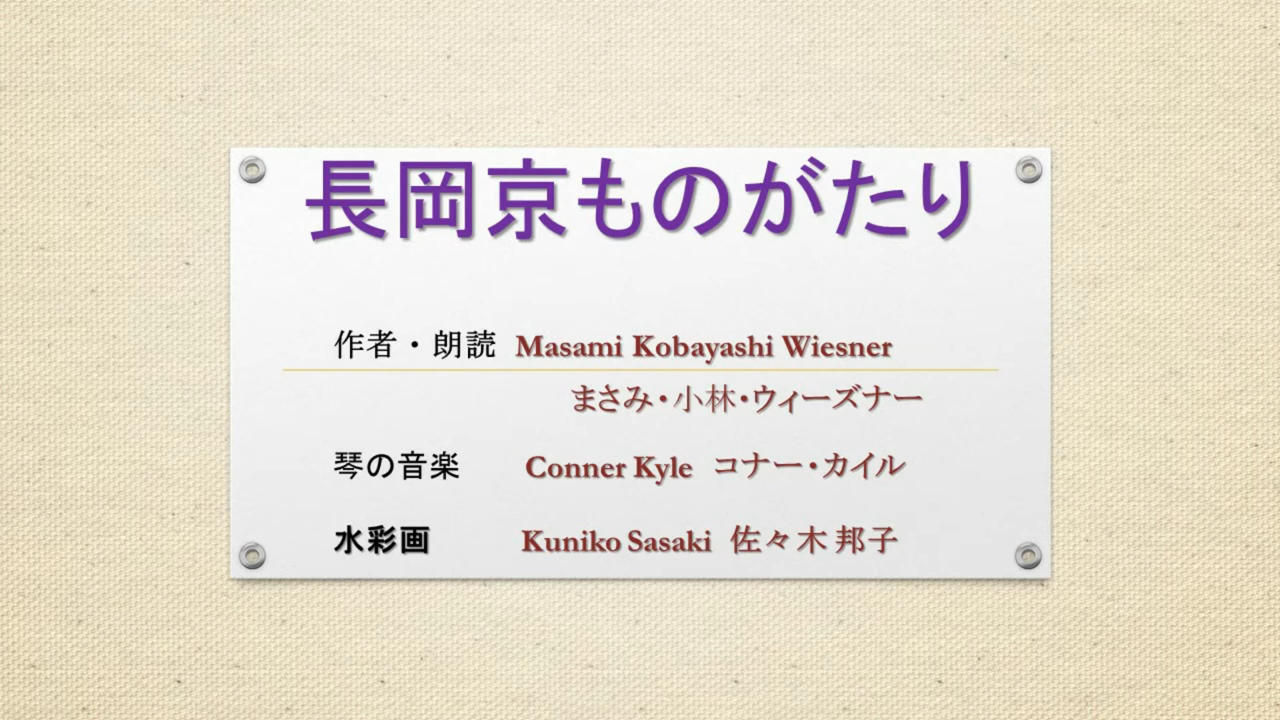 長岡京ものがたり
作者・朗読 Masami Kobayashi Wiesner
まさみ・小林・ウィーズナー
琴の音楽 Conner Kyle コナー・カイル
水彩画 Kuniko Sasaki 佐々木 邦子